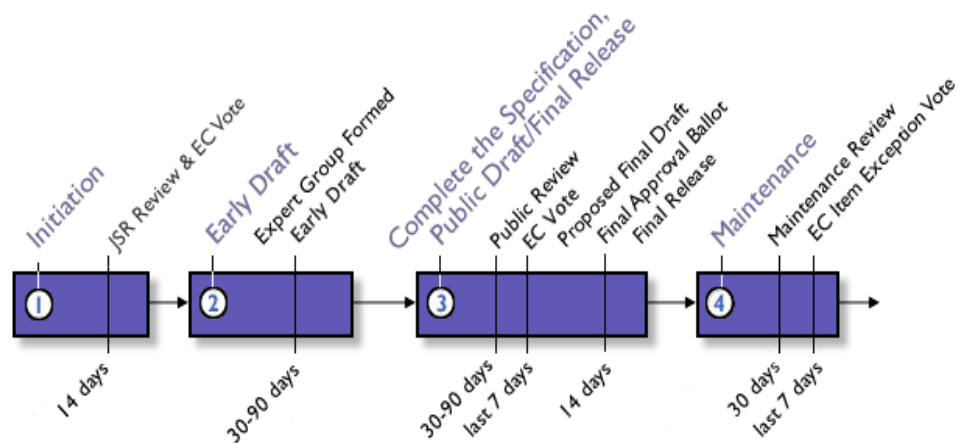 Initiation
JSR Review & EC Vote
Early Draft
Expert Group Formed
Early Draft
Complete the Specification,
Public Draft/Final Release
Public Review
EC Vote
Proposed Final Draft
Final Approval Ballot
Final Release
Maintenance
Maintenance Review
EC Item Exception Vote
1
2
3
4
14 days
30-90 days
30-90 days
last 7 days
14 days
30 days
last 7 days